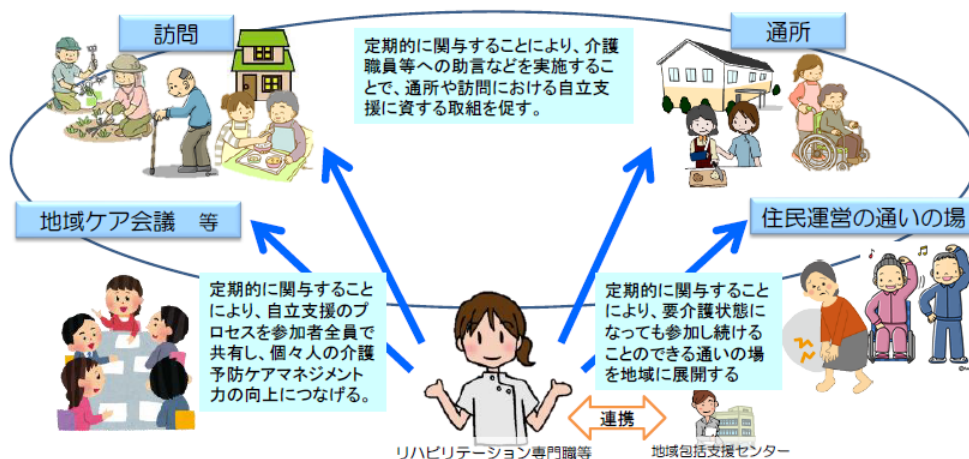 訪問
定期的に関与することにより、介護
職員等への助言などを実施するこ
とで、通所や訪問における自立支
援に資する取組を促す。
通所
地域ケア会議　等
住民運営の通いの場
定期的に関与すること
により、自立支援のプ
ロセスを参加者全員で
共有し、個々人の介護
予防ケアマネジメント
力の向上につなげる。
定期的に関与すること
により、要介護状態に
なっても参加し続ける
ことのできる通いの場
を地域に展開する
連携
リハビリテーション専門職等
地域包括支援センター